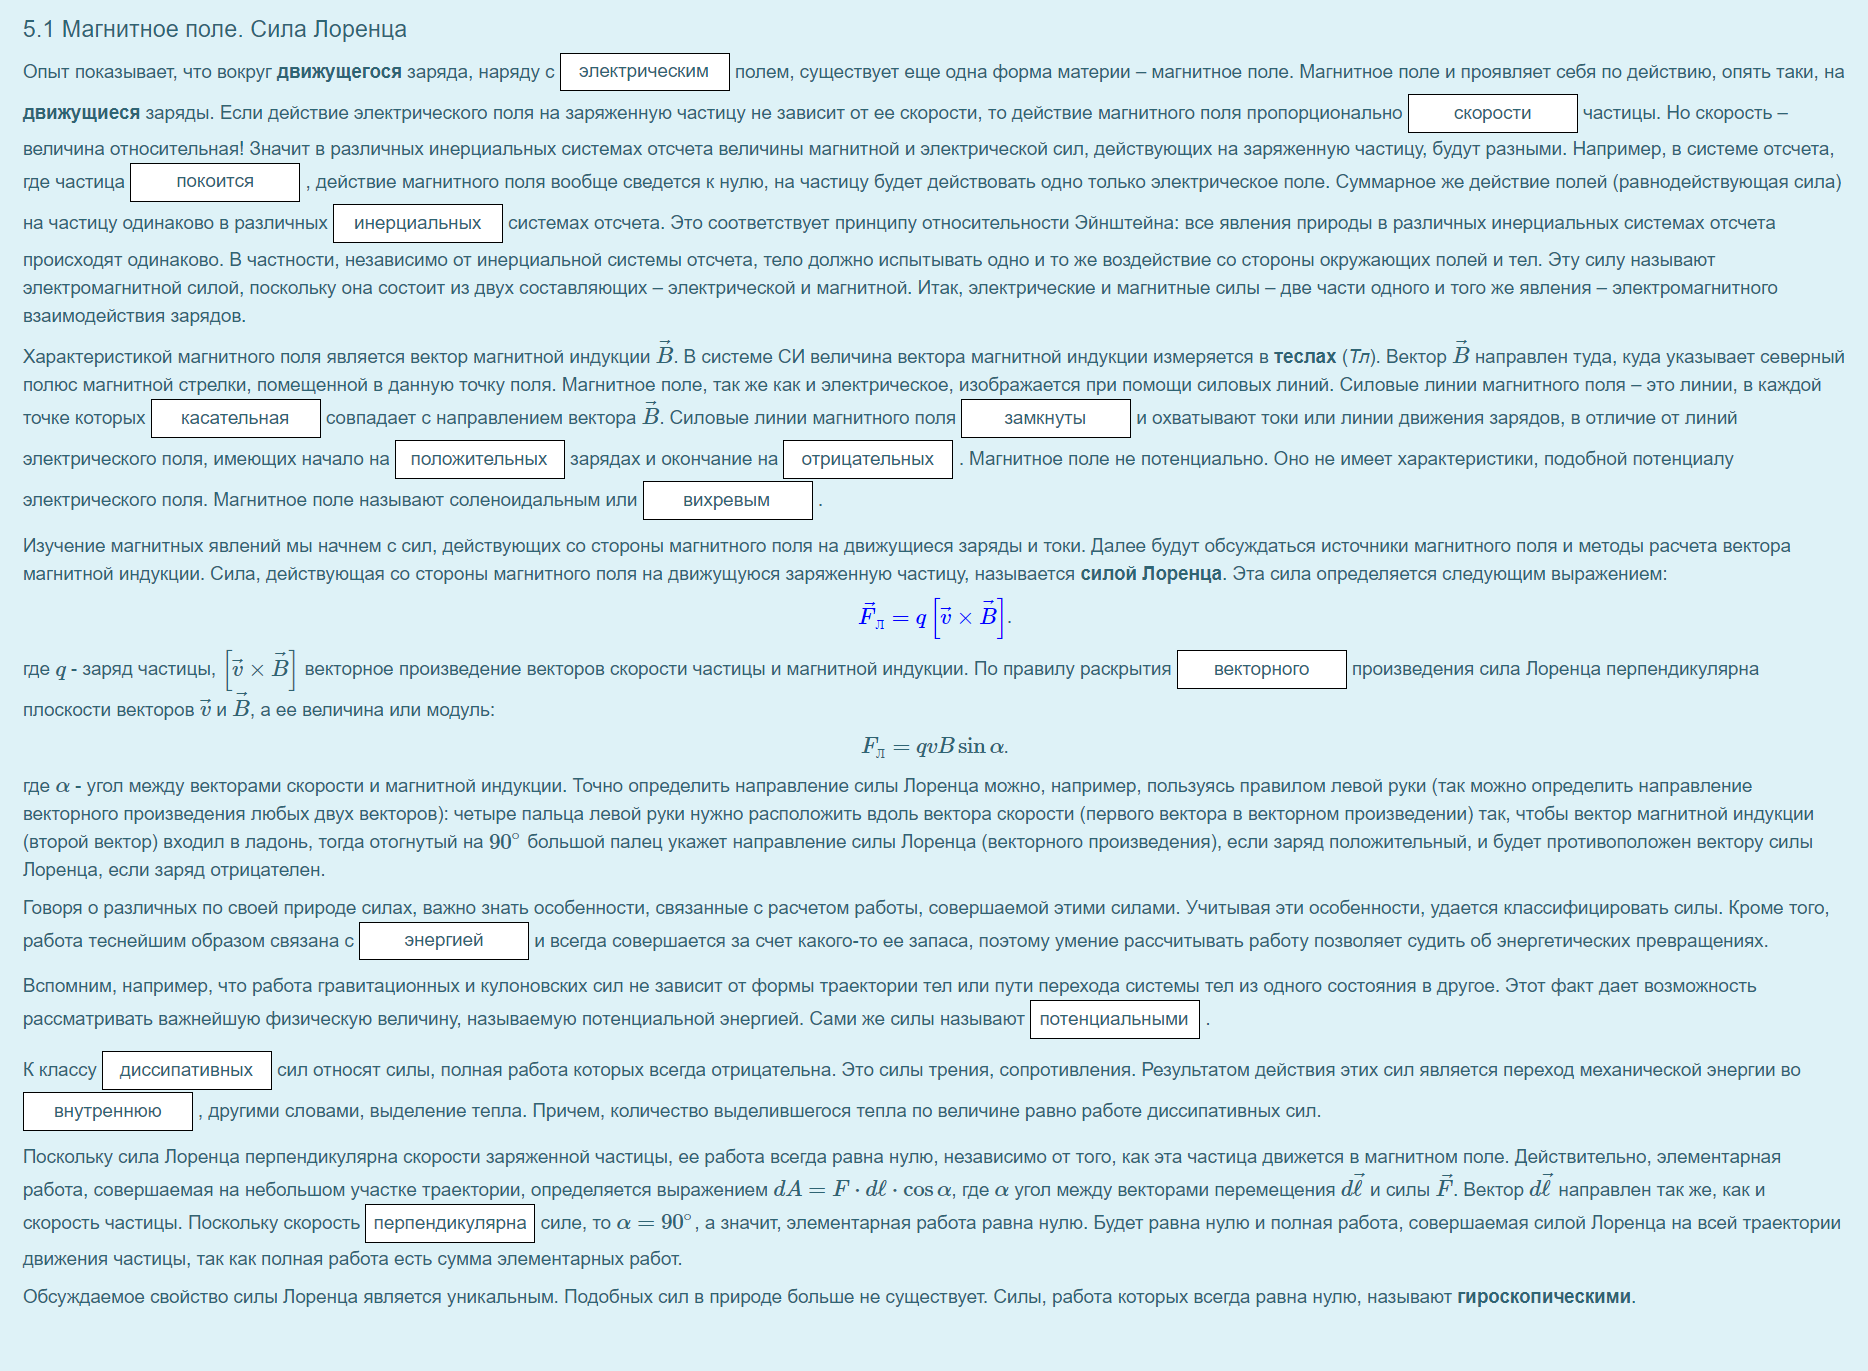 5.1 Магнитное поле. Сила Лоренца
Опыт показывает, что вокруг движущегося заряда, наряду с электрическим полем, существует еще одна форма материи – магнитное поле. Магнитное поле и проявляет себя по действию, опять таки, на
движущиеся заряды. Если действие электрического поля на заряженную частицу не зависит от ее скорости, то действие магнитного поля пропорционально скорости частицы. Но скорость –
величина относительная! Значит в различных инерциальных системах отсчета величины магнитной и электрической сил, действующих на заряженную частицу, будут разными. Например, в системе отсчета,
где частица покоится , действие магнитного поля вообще сведется к нулю, на частицу будет действовать одно только электрическое поле. Суммарное же действие полей (равнодействующая сила)
на частицу одинаково в различных инерциальных системах отсчета. Это соответствует принципу относительности Эйнштейна: все явления природы в различных инерциальных системах отсчета
происходят одинаково. В частности, независимо от инерциальной системы отсчета, тело должно испытывать одно и то же воздействие со стороны окружающих полей и тел. Эту силу называют
электромагнитной силой, поскольку она состоит из двух составляющих – электрической и магнитной. Итак, электрические и магнитные силы – две части одного и того же явления – электромагнитного
взаимодействия зарядов.
Характеристикой магнитного поля является вектор магнитной индукции $\vec{B}$. В системе СИ величина вектора магнитной индукции измеряется в теслах (Тл). Вектор $\vec{B}$ направлен туда, куда указывает северный
полюс магнитной стрелки, помещенной в данную точку поля. Магнитное поле, так же как и электрическое, изображается при помощи силовых линий. Силовые линии магнитного поля – это линии, в каждой
точке которых касательная совпадает с направлением вектора $\vec{B}$. Силовые линии магнитного поля замкнуты и охватывают токи или линии движения зарядов, в отличие от линий
электрического поля, имеющих начало на положительных зарядах и окончание на отрицательных . Магнитное поле не потенциально. Оно не имеет характеристики, подобной потенциалу
электрического поля. Магнитное поле называют соленоидальным или вихревым .
Изучение магнитных явлений мы начнем с сил, действующих со стороны магнитного поля на движущиеся заряды и токи. Далее будут обсуждаться источники магнитного поля и методы расчета вектора
магнитной индукции. Сила, действующая со стороны магнитного поля на движущуюся заряженную частицу, называется силой Лоренца. Эта сила определяется следующим выражением:
$\vec{F}_{Л} = q\left[\vec{v} \times \vec{B}\right]$.
где $q$ - заряд частицы, $\left[\vec{v} \times \vec{B}\right]$ векторное произведение векторов скорости частицы и магнитной индукции. По правилу раскрытия векторного произведения сила Лоренца перпендикулярна
плоскости векторов $\vec{v}$ и $\vec{B}$, а ее величина или модуль:
$F_{Л} = qvB \sin \alpha$.
где $\alpha$ - угол между векторами скорости и магнитной индукции. Точно определить направление силы Лоренца можно, например, пользуясь правилом левой руки (так можно определить направление
векторного произведения любых двух векторов): четыре пальца левой руки нужно расположить вдоль вектора скорости (первого вектора в векторном произведении) так, чтобы вектор магнитной индукции
(второй вектор) входил в ладонь, тогда отогнутый на $90^\circ$ большой палец укажет направление силы Лоренца (векторного произведения), если заряд положительный, и будет противоположен вектору силы
Лоренца, если заряд отрицателен.
Говоря о различных по своей природе силах, важно знать особенности, связанные с расчетом работы, совершаемой этими силами. Учитывая эти особенности, удается классифицировать силы. Кроме того,
работа теснейшим образом связана с энергией и всегда совершается за счет какого-то ее запаса, поэтому умение рассчитывать работу позволяет судить об энергетических превращениях.
Вспомним, например, что работа гравитационных и кулоновских сил не зависит от формы траектории тел или пути перехода системы тел из одного состояния в другое. Этот факт дает возможность
рассматривать важнейшую физическую величину, называемую потенциальной энергией. Сами же силы называют потенциальными .
К классу диссипативных сил относят силы, полная работа которых всегда отрицательна. Это силы трения, сопротивления. Результатом действия этих сил является переход механической энергии во
внутреннюю , другими словами, выделение тепла. Причем, количество выделившегося тепла по величине равно работе диссипативных сил.
Поскольку сила Лоренца перпендикулярна скорости заряженной частицы, ее работа всегда равна нулю, независимо от того, как эта частица движется в магнитном поле. Действительно, элементарная
работа, совершаемая на небольшом участке траектории, определяется выражением $dA = F \cdot d\ell \cdot \cos \alpha$, где $\alpha$ угол между векторами перемещения $d\vec{\ell}$ и силы $\vec{F}$. Вектор $d\vec{\ell}$ направлен так же, как и
скорость частицы. Поскольку скорость перпендикулярна силе, то $\alpha = 90^\circ$, а значит, элементарная работа равна нулю. Будет равна нулю и полная работа, совершаемая силой Лоренца на всей траектории
движения частицы, так как полная работа есть сумма элементарных работ.
Обсуждаемое свойство силы Лоренца является уникальным. Подобных сил в природе больше не существует. Силы, работа которых всегда равна нулю, называют гироскопическими.